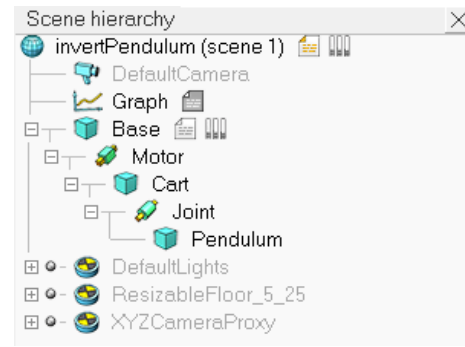 Scene hierarchy
invertPendulum (scene 1)
DefaultCamera
Graph
Base
Motor
Cart
Joint
Pendulum
DefaultLights
ResizableFloor_5_25
XYZCameraProxy